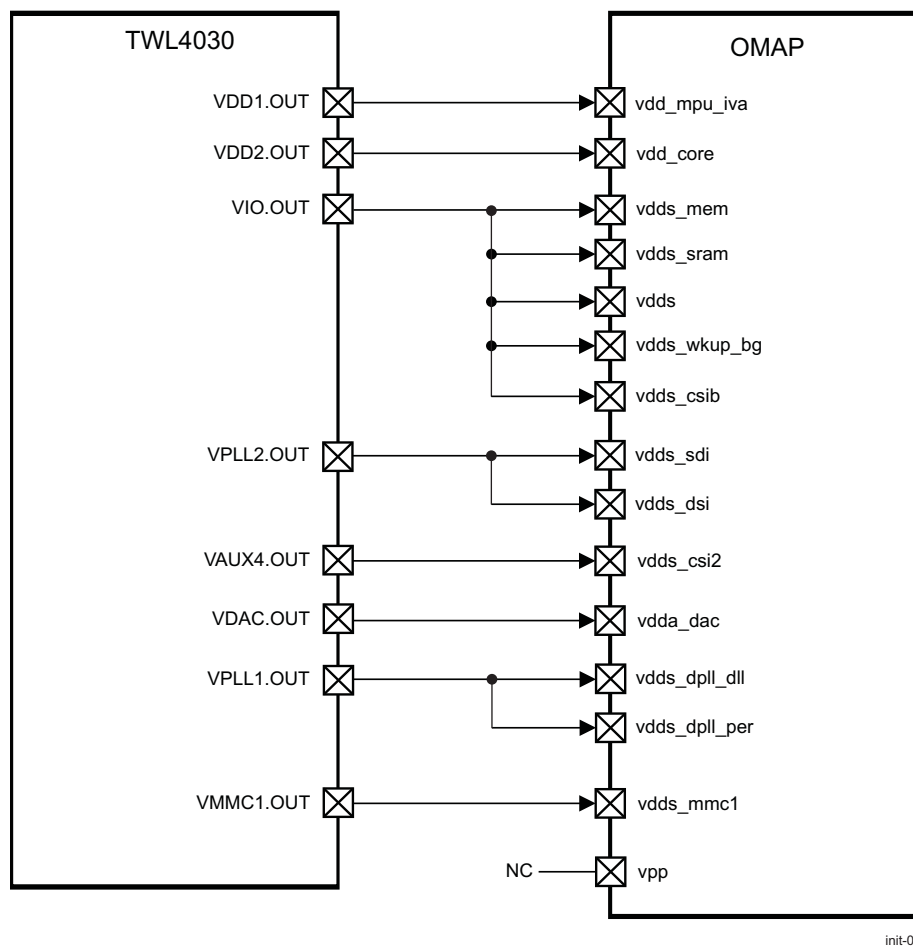 TWL4030
OMAP
VDD1.OUT
vdd_mpu_iva
VDD2.OUT
vdd_core
VIO.OUT
vdds_mem
vdds_sram
vdds
vdds_wkup_bg
vdds_csib
VPLL2.OUT
vdds_sdi
vdds_dsi
VAUX4.OUT
vdds_csi2
VDAC.OUT
vdda_dac
VPLL1.OUT
vdds_dpll_dll
vdds_dpll_per
VMMC1.OUT
vdds_mmc1
NC
vpp
init-0